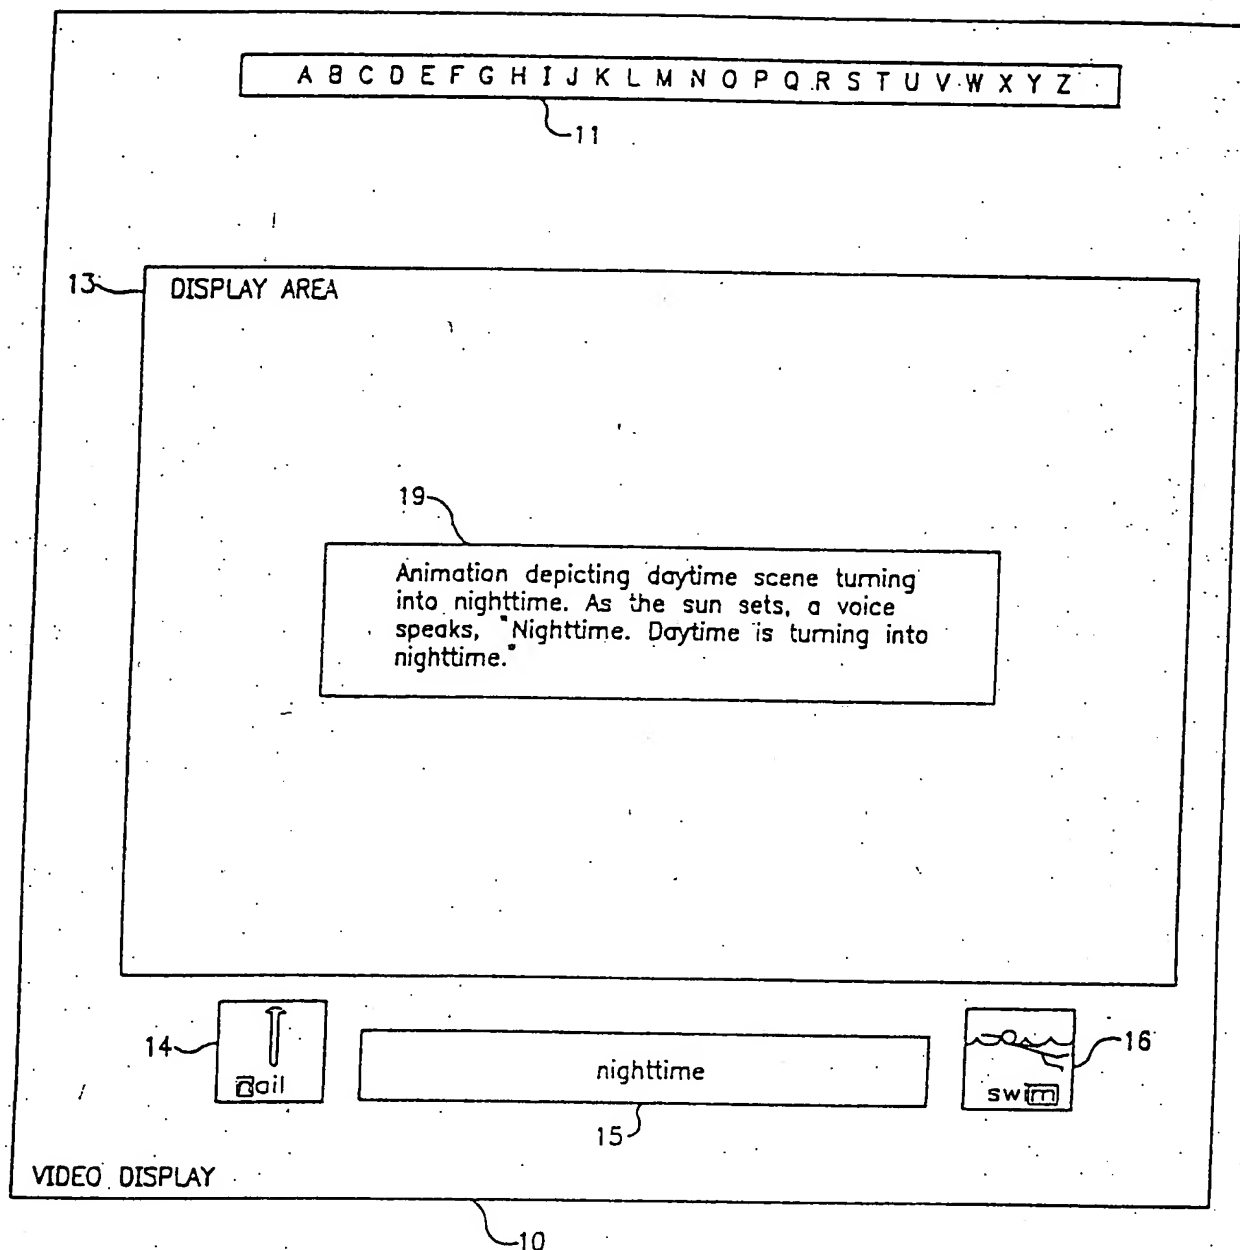 A B C D E F G H I J K L M N O P Q R S T U V W X Y Z
11
13
DISPLAY AREA
19
Animation depicting daytime scene turning
into nighttime. As the sun sets, a voice
speaks, "Nighttime. Daytime is turning into
nighttime."
14
nail
nighttime
15
swim
16
VIDEO DISPLAY
10